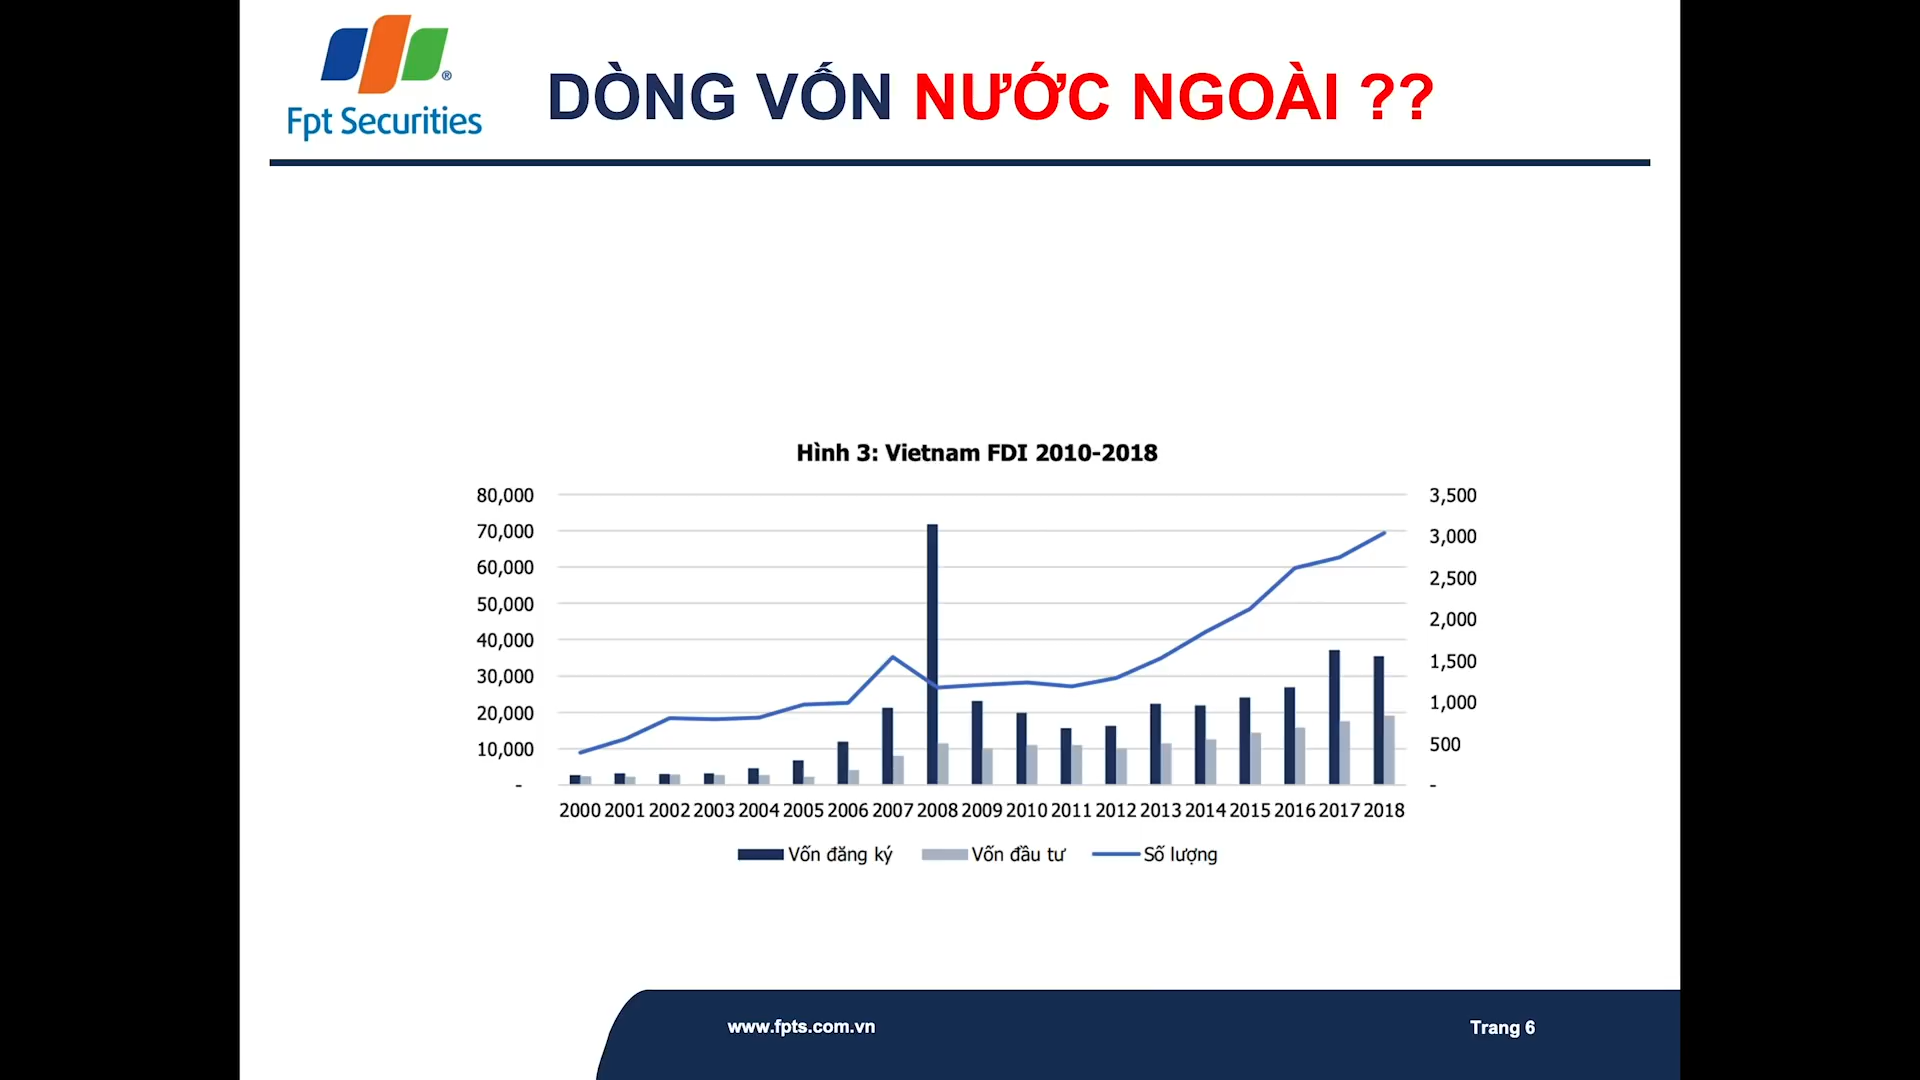 ®
Fpt Securities
DÒNG VỐN NƯỚC NGOÀI ??
Hình 3: Vietnam FDI 2010-2018
80,000
70,000
60,000
50,000
40,000
30,000
20,000
10,000
-
3,500
3,000
2,500
2,000
1,500
1,000
500
-
2000 2001 2002 2003 2004 2005 2006 2007 2008 2009 2010 2011 2012 2013 2014 2015 2016 2017 2018
Vốn đăng ký Vốn đầu tư Số lượng
www.fpts.com.vn
Trang 6